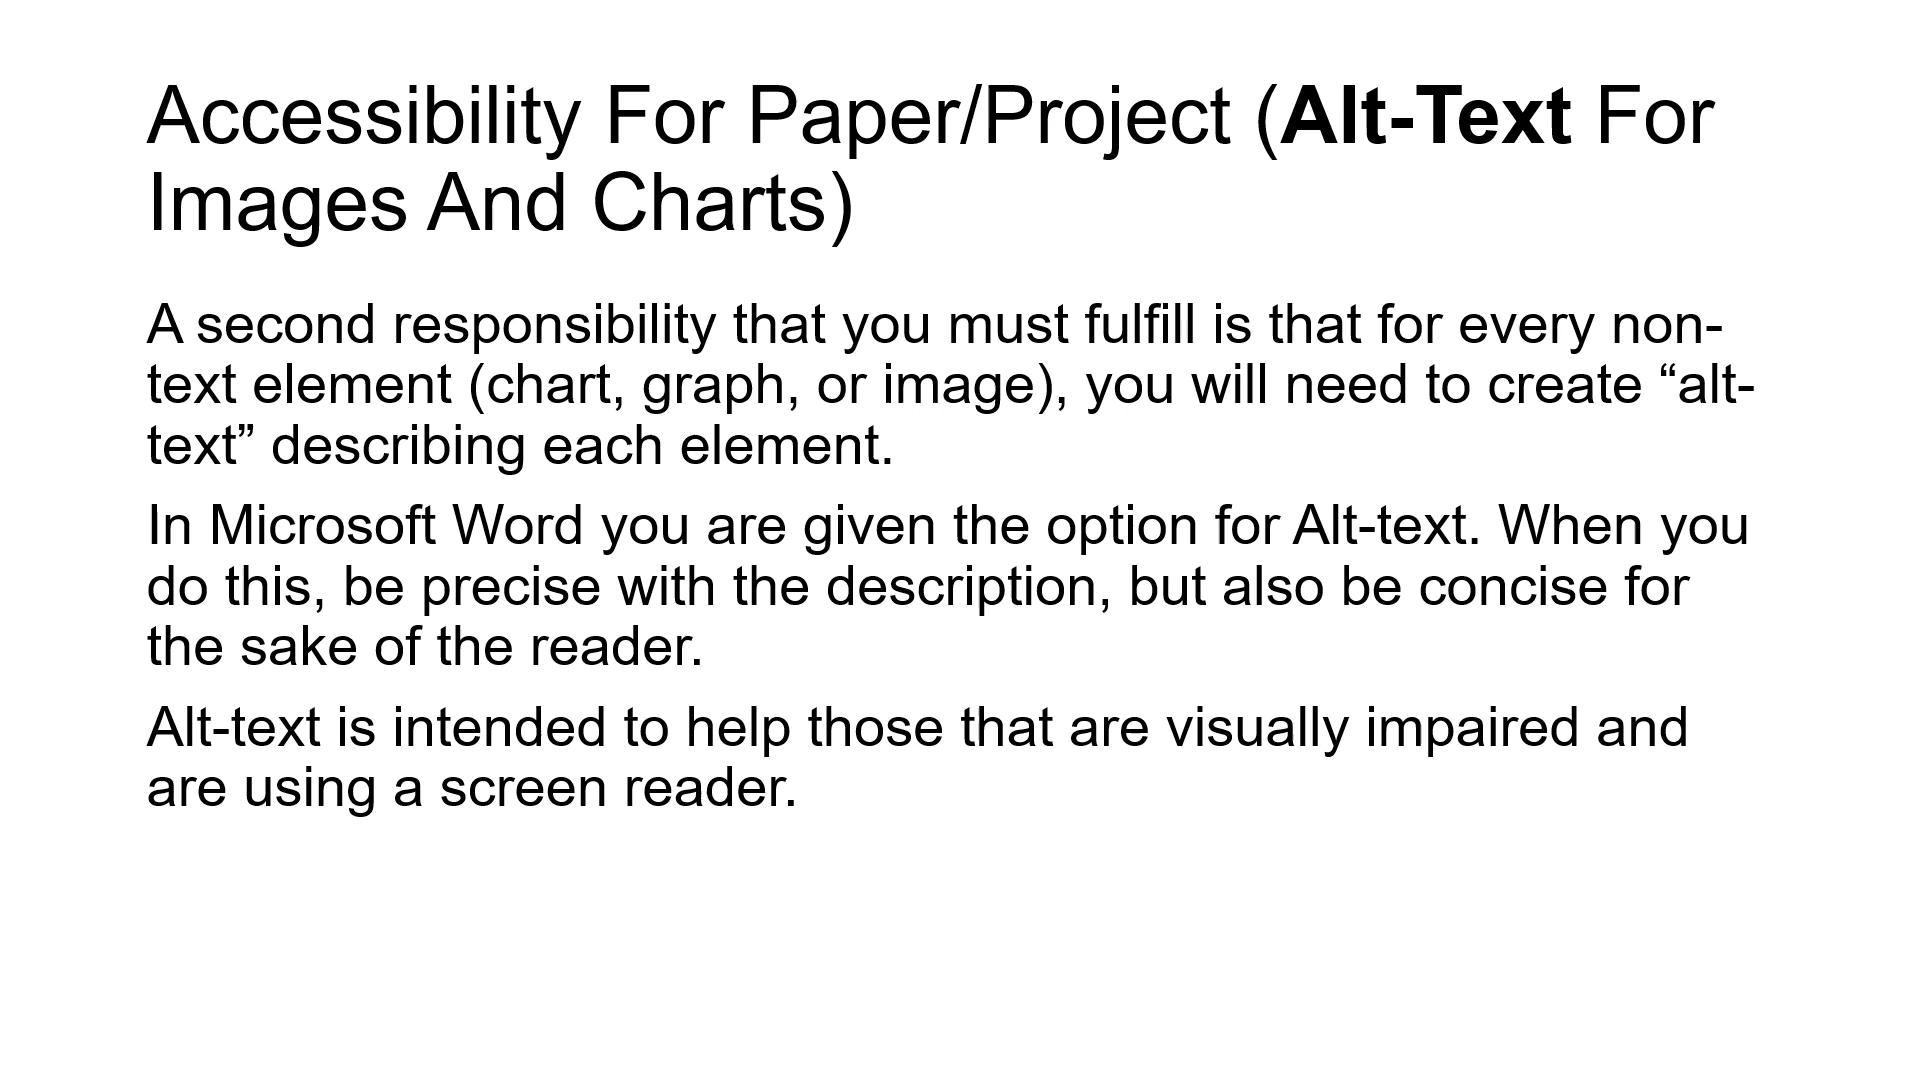 Accessibility For Paper/Project (Alt-Text For
Images And Charts)
A second responsibility that you must fulfill is that for every non-
text element (chart, graph, or image), you will need to create “alt-
text” describing each element.
In Microsoft Word you are given the option for Alt-text. When you
do this, be precise with the description, but also be concise for
the sake of the reader.
Alt-text is intended to help those that are visually impaired and
are using a screen reader.